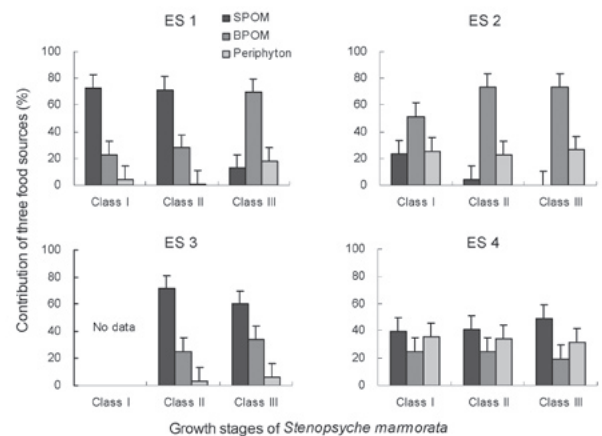 ES 1
ES 2
SPOM
BPOM
Periphyton
100
80
60
40
20
0
Class I
Class II
Class III
100
80
60
40
20
0
Class I
Class II
Class III
ES 3
ES 4
100
80
60
40
20
0
No data
Class I
Class II
Class III
100
80
60
40
20
0
Class I
Class II
Class III
Contribution of three food sources (%)
Growth stages of Stenopsyche marmorata